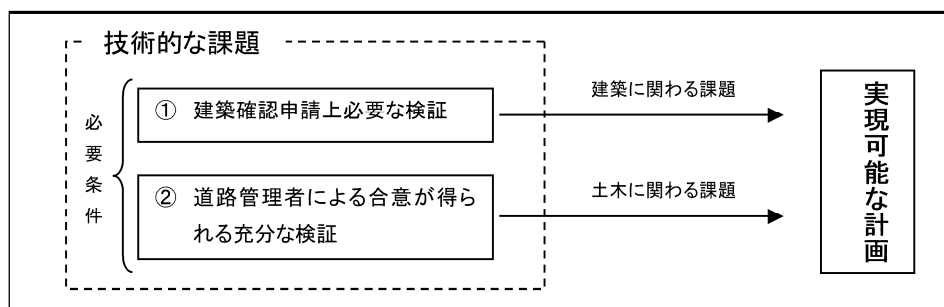 技術的な課題
必要条件
① 建築確認申請上必要な検証
② 道路管理者による合意が得ら
れる充分な検証
建築に関わる課題
土木に関わる課題
実現可能な計画